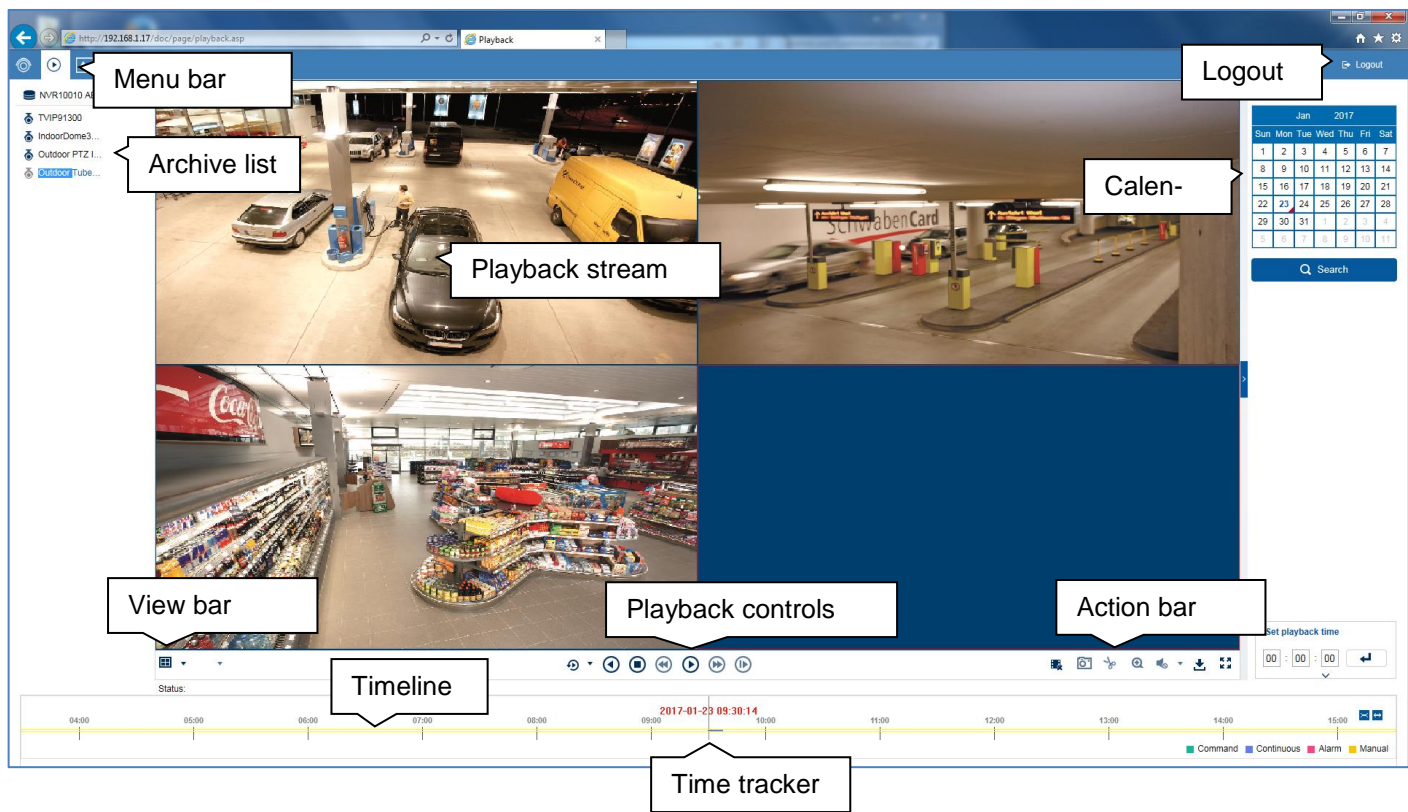 http://192.168.1.17/doc/page/playback.asp
Playback
Menu bar
Logout
Logout
NVR10010
TVIP91300
IndoorDome3...
Outdoor PTZ I...
Outdoor Tube...
Archive list
Jan 2017
Sun Mon Tue Wed Thu Fri Sat
1 2 3 4 5 6 7
8 9 10 11 12 13 14
15 16 17 18 19 20 21
22 23 24 25 26 27 28
29 30 31 1 2 3 4
5 6 7 8 9 10 11
Calen-
Search
SchwabenCard
Playback stream
Coca-Cola
View bar
Playback controls
Action bar
Set playback time
00 : 00 : 00
Status:
Timeline
2017-01-23 09:30:14
04:00 05:00 06:00 07:00 08:00 09:00 10:00 11:00 12:00 13:00 14:00 15:00
Command Continuous Alarm Manual
Time tracker